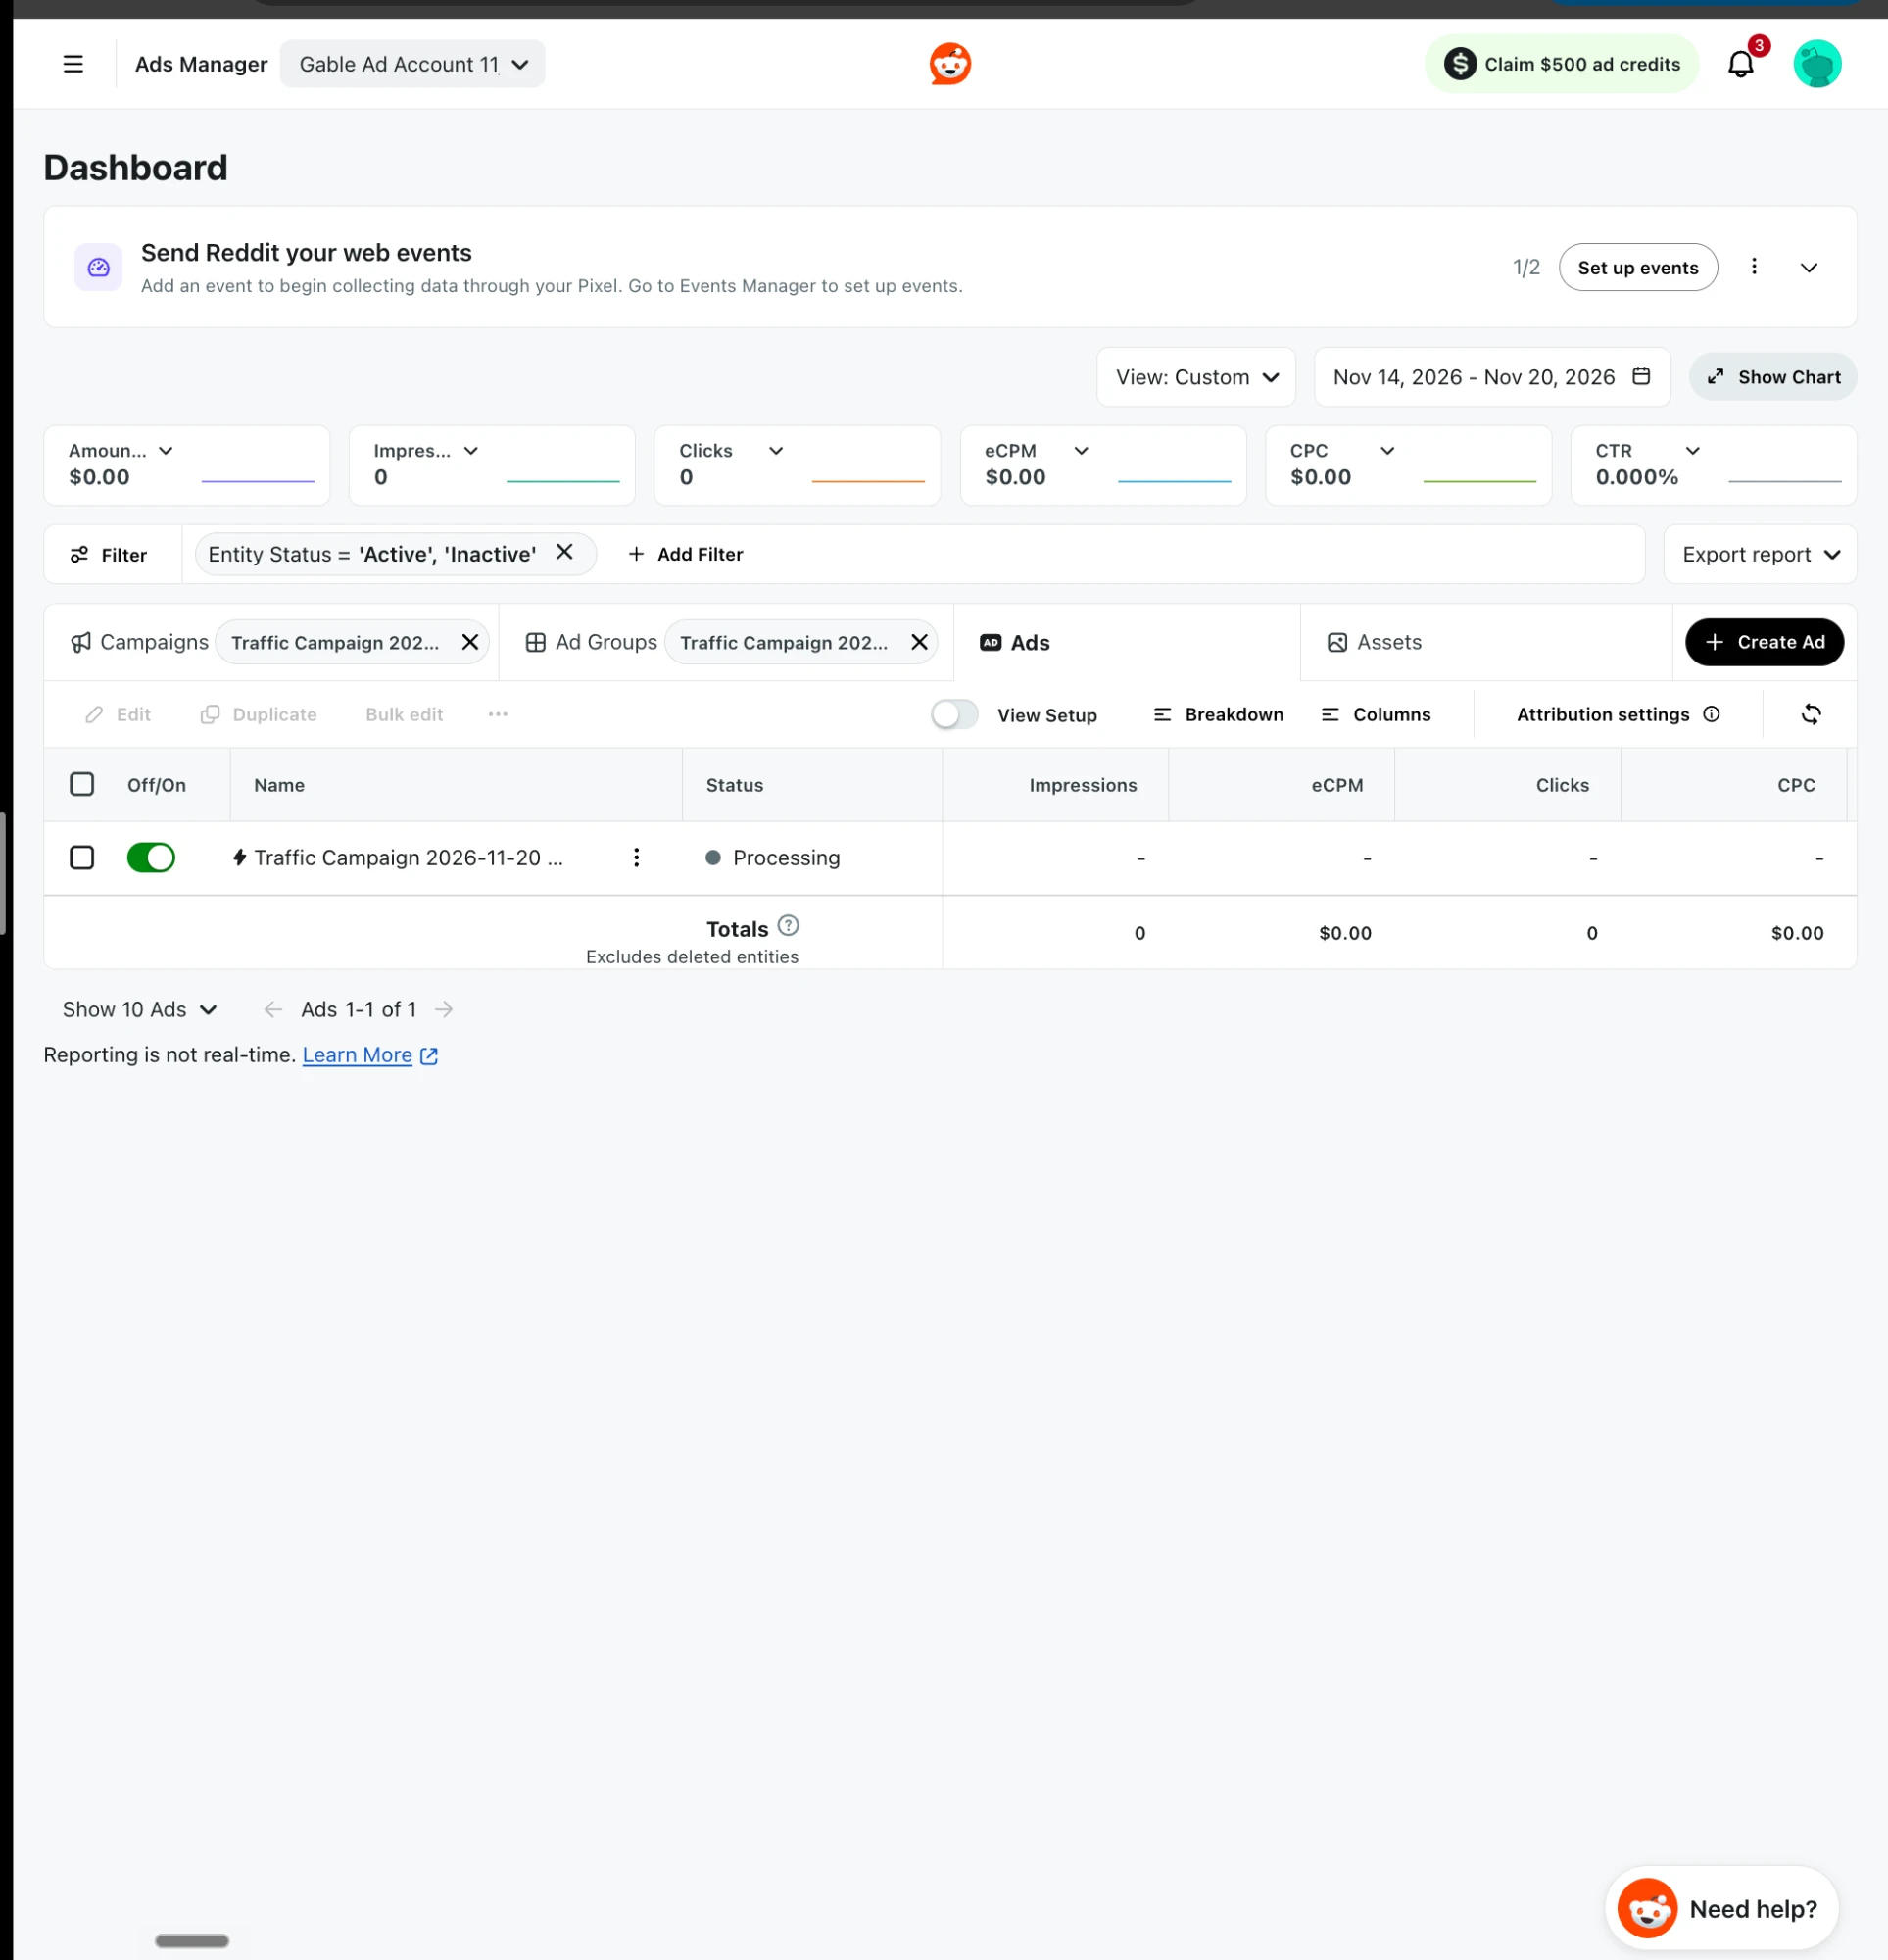 Ads Manager
Gable Ad Account 11
Claim $500 ad credits
3
Dashboard
Send Reddit your web events
Add an event to begin collecting data through your Pixel. Go to Events Manager to set up events.
1/2
Set up events
View: Custom
Nov 14, 2026 - Nov 20, 2026
Show Chart
Amoun...
$0.00
Impres...
0
Clicks
0
eCPM
$0.00
CPC
$0.00
CTR
0.000%
Filter
Entity Status = 'Active', 'Inactive'
Add Filter
Export report
Campaigns
Traffic Campaign 202...
Ad Groups
Traffic Campaign 202...
AD Ads
Assets
Create Ad
Edit
Duplicate
Bulk edit
View Setup
Breakdown
Columns
Attribution settings
Off/On
Name
Status
Impressions
eCPM
Clicks
CPC
Traffic Campaign 2026-11-20 ...
Processing
-
-
-
-
Totals
Excludes deleted entities
0
$0.00
0
$0.00
Show 10 Ads
Ads 1-1 of 1
Reporting is not real-time. Learn More
Need help?